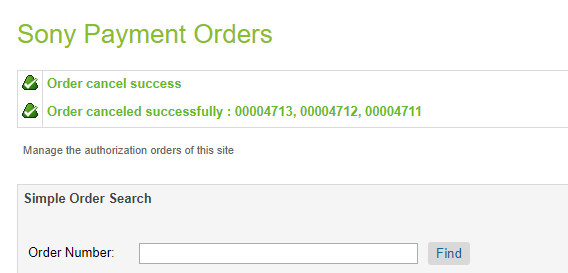 Sony Payment Orders
Order cancel success
Order canceled successfully : 00004713, 00004712, 00004711
Manage the authorization orders of this site
Simple Order Search
Order Number:
Find